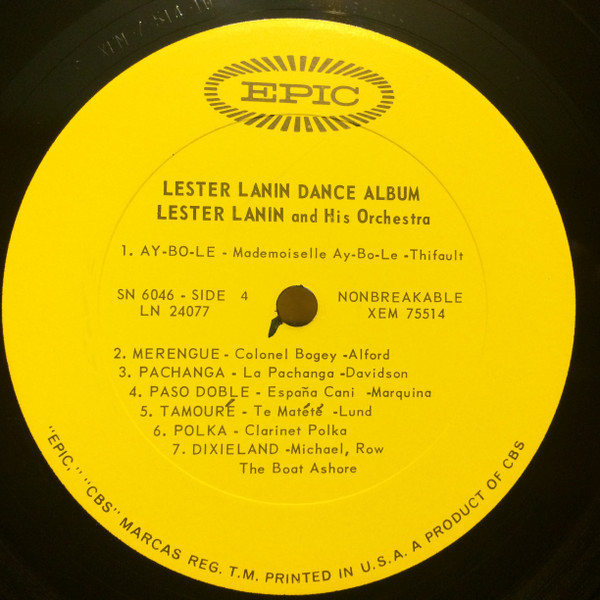 EPIC
LESTER LANIN DANCE ALBUM
LESTER LANIN and His Orchestra
1. AY-BO-LE - Mademoiselle Ay-Bo-Le -Thifault
SN 6046 - SIDE 4
LN 24077
NONBREAKABLE
XEM 75514
2. MERENGUE - Colonel Bogey -Alford
3. PACHANGA - La Pachanga -Davidson
4. PASO DOBLE - España Cani -Marquina
5. TAMOURÉ - Te Matété -Lund
6. POLKA - Clarinet Polka
7. DIXIELAND -Michael, Row
The Boat Ashore
"EPIC," "CBS" MARCAS REG. T.M. PRINTED IN U.S.A. A PRODUCT OF CBS